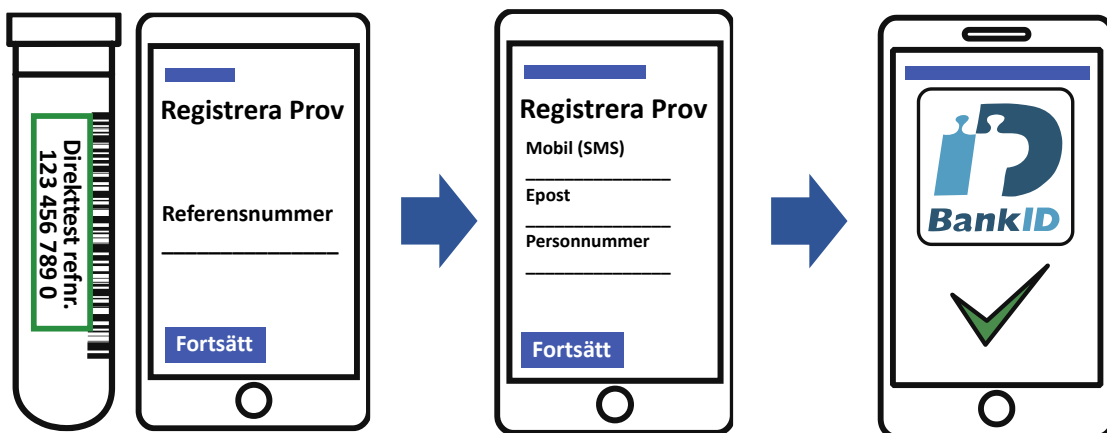 Direkttest refnr.
123 456 789 0
Registrera Prov
Referensnummer
Fortsätt
Registrera Prov
Mobil (SMS)
Epost
Personnummer
Fortsätt
BankID